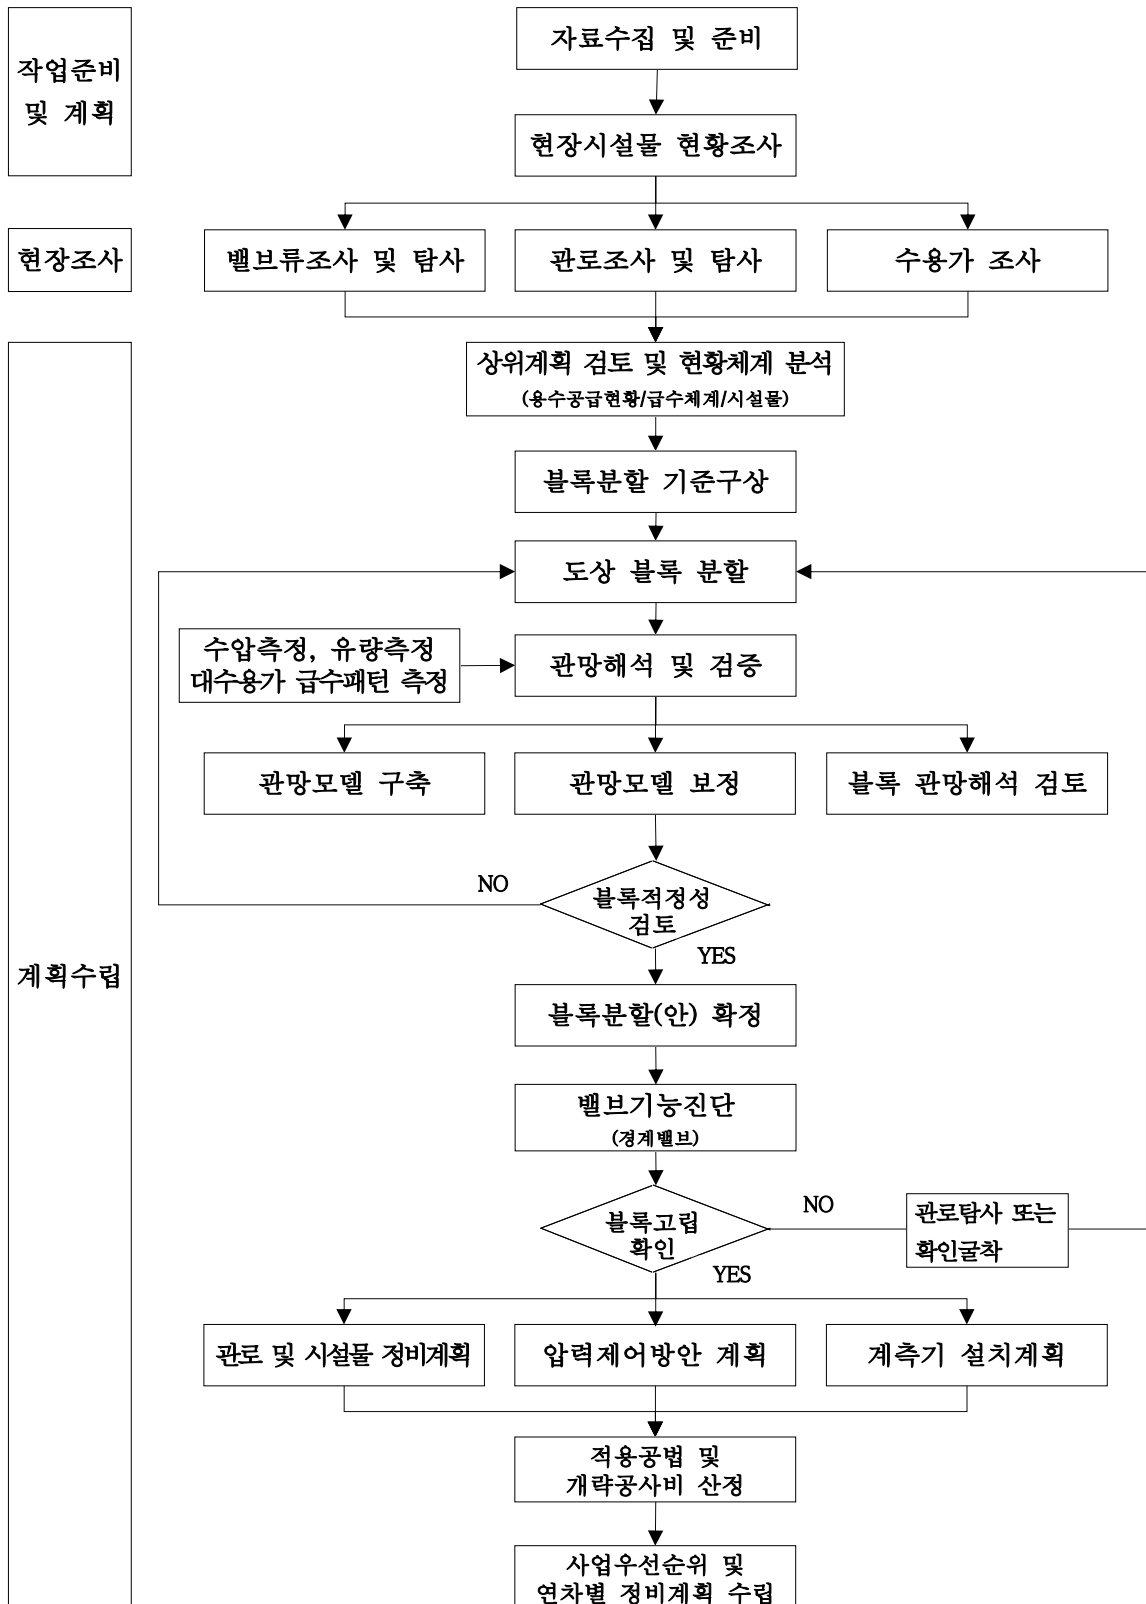 작업준비
및 계획
자료수집 및 준비
현장시설물 현황조사
현장조사
밸브류조사 및 탐사
관로조사 및 탐사
수용가 조사
계획수립
상위계획 검토 및 현황체계 분석
(용수공급현황/급수체계/시설물)
블록분할 기준구상
도상 블록 분할
수압측정, 유량측정
대수용가 급수패턴 측정
관망해석 및 검증
관망모델 구축
관망모델 보정
블록 관망해석 검토
NO
블록적정성
검토
YES
블록분할(안) 확정
밸브기능진단
(경계밸브)
블록고립
확인
NO
관로탐사 또는
확인굴착
YES
관로 및 시설물 정비계획
압력제어방안 계획
계측기 설치계획
적용공법 및
개략공사비 산정
사업우선순위 및
연차별 정비계획 수립